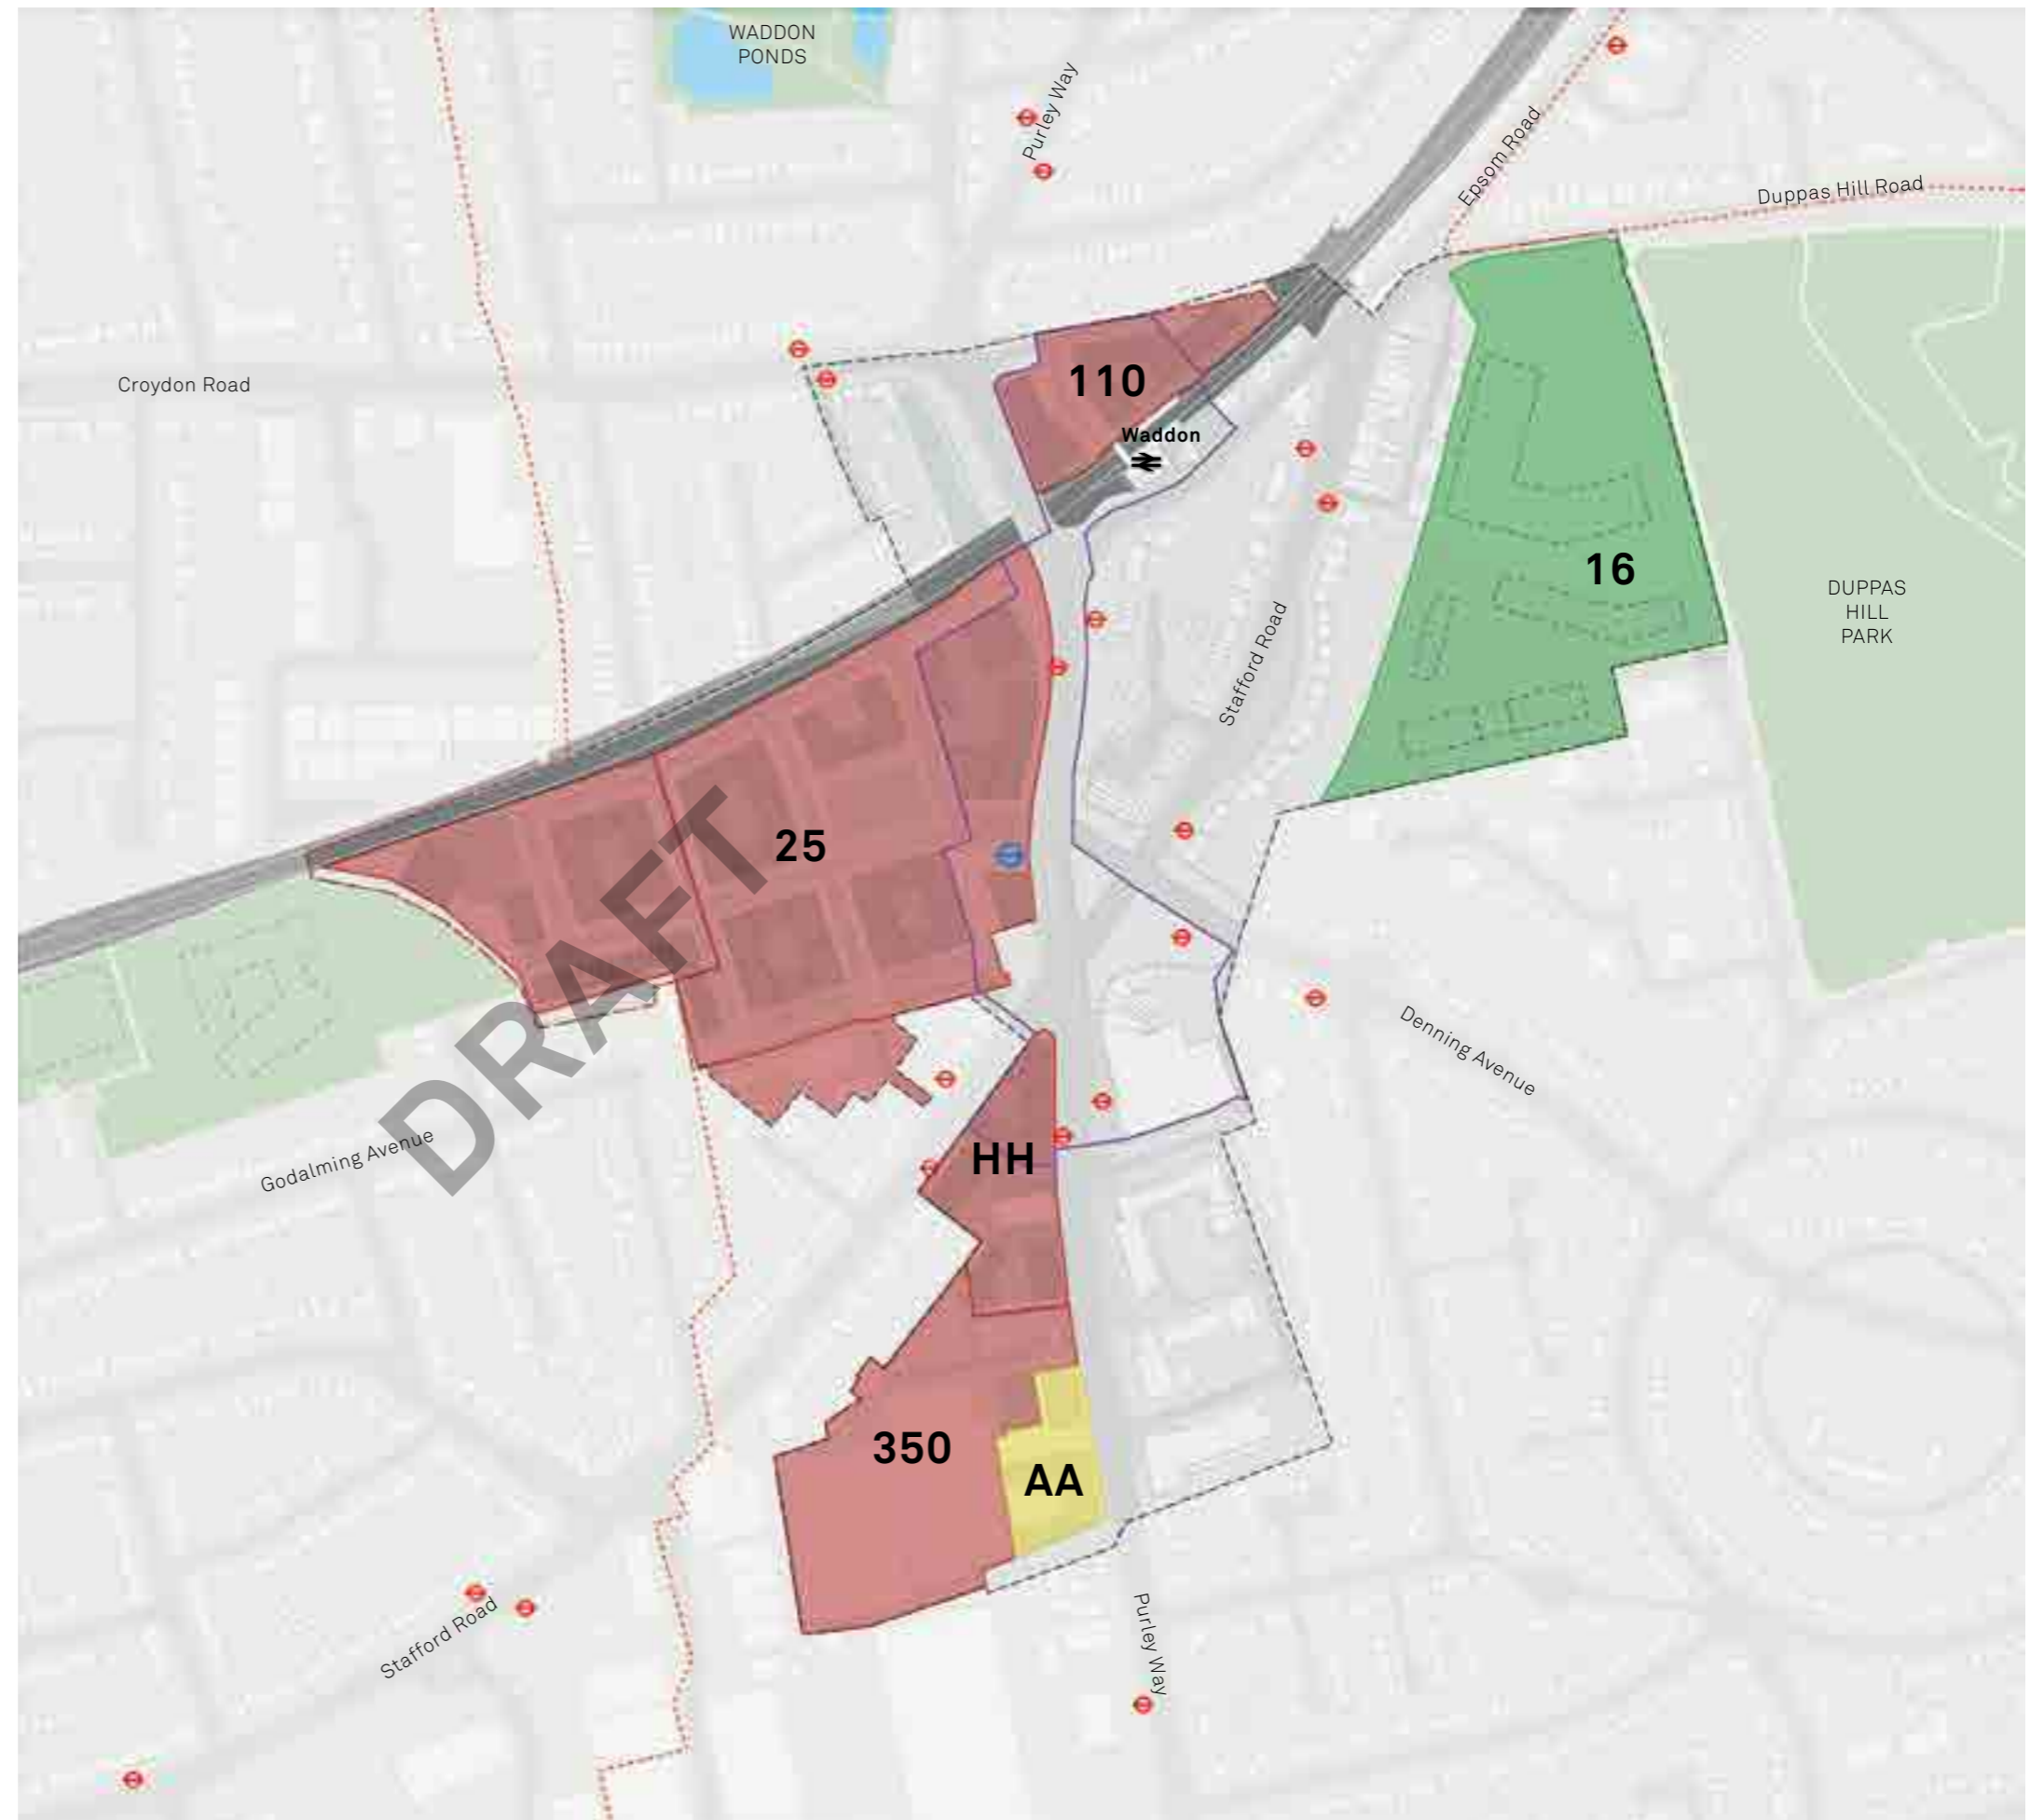 WADDON
PONDS
Purley Way
Epsom Road
Duppas Hill Road
Croydon Road
110
Waddon
16
DUPPAS
HILL
PARK
Stafford Road
25
DRAFT
Denning Avenue
Godalming Avenue
HH
350
AA
Stafford Road
Purley Way